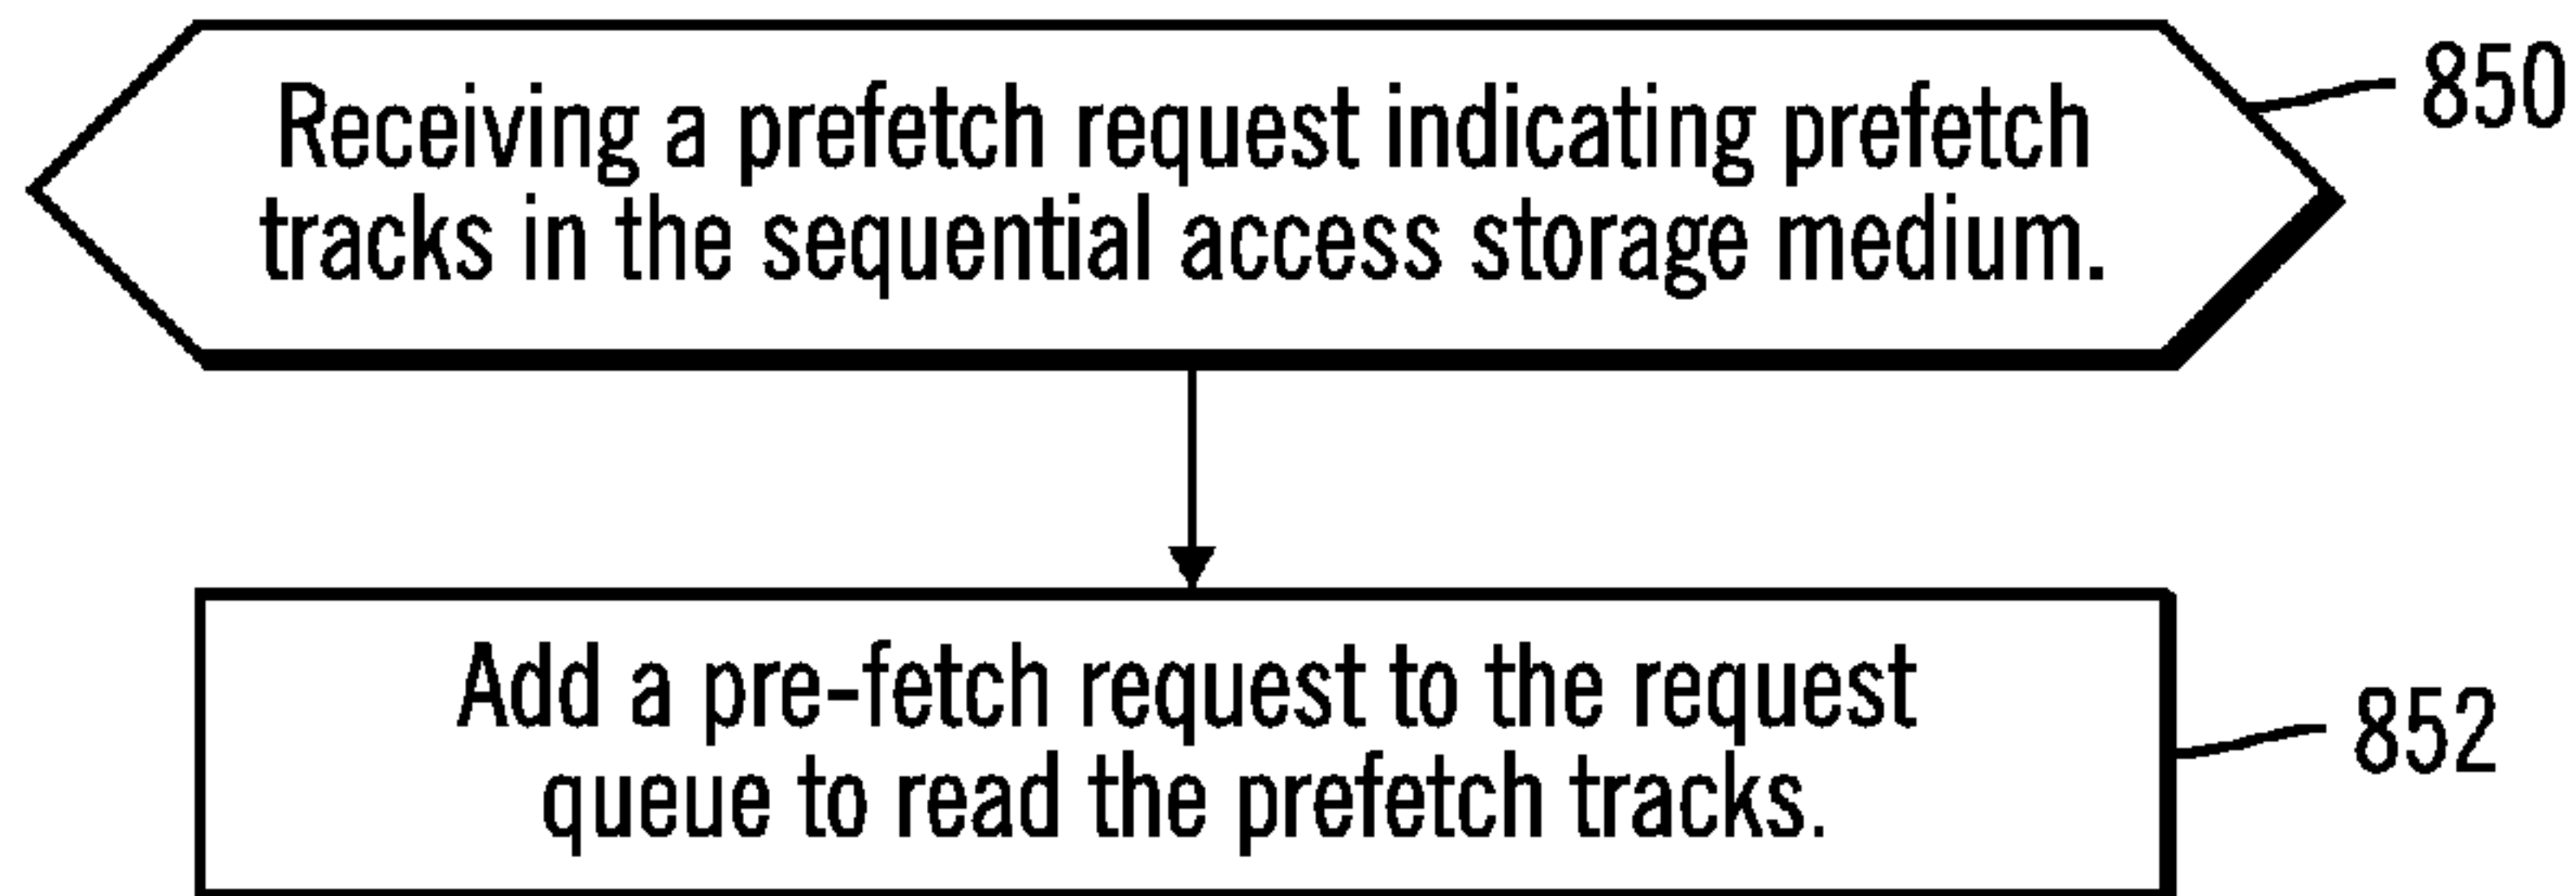 Receiving a prefetch request indicating prefetch
tracks in the sequential access storage medium.
850
Add a pre-fetch request to the request
queue to read the prefetch tracks.
852